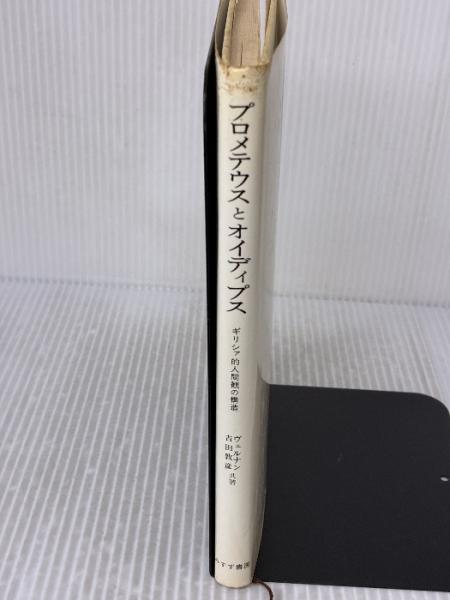 プロメテウスとオイディプス
ギリシァ的人間観の構造
ヴェルナン
吉田敦彦 共著
みすず書房